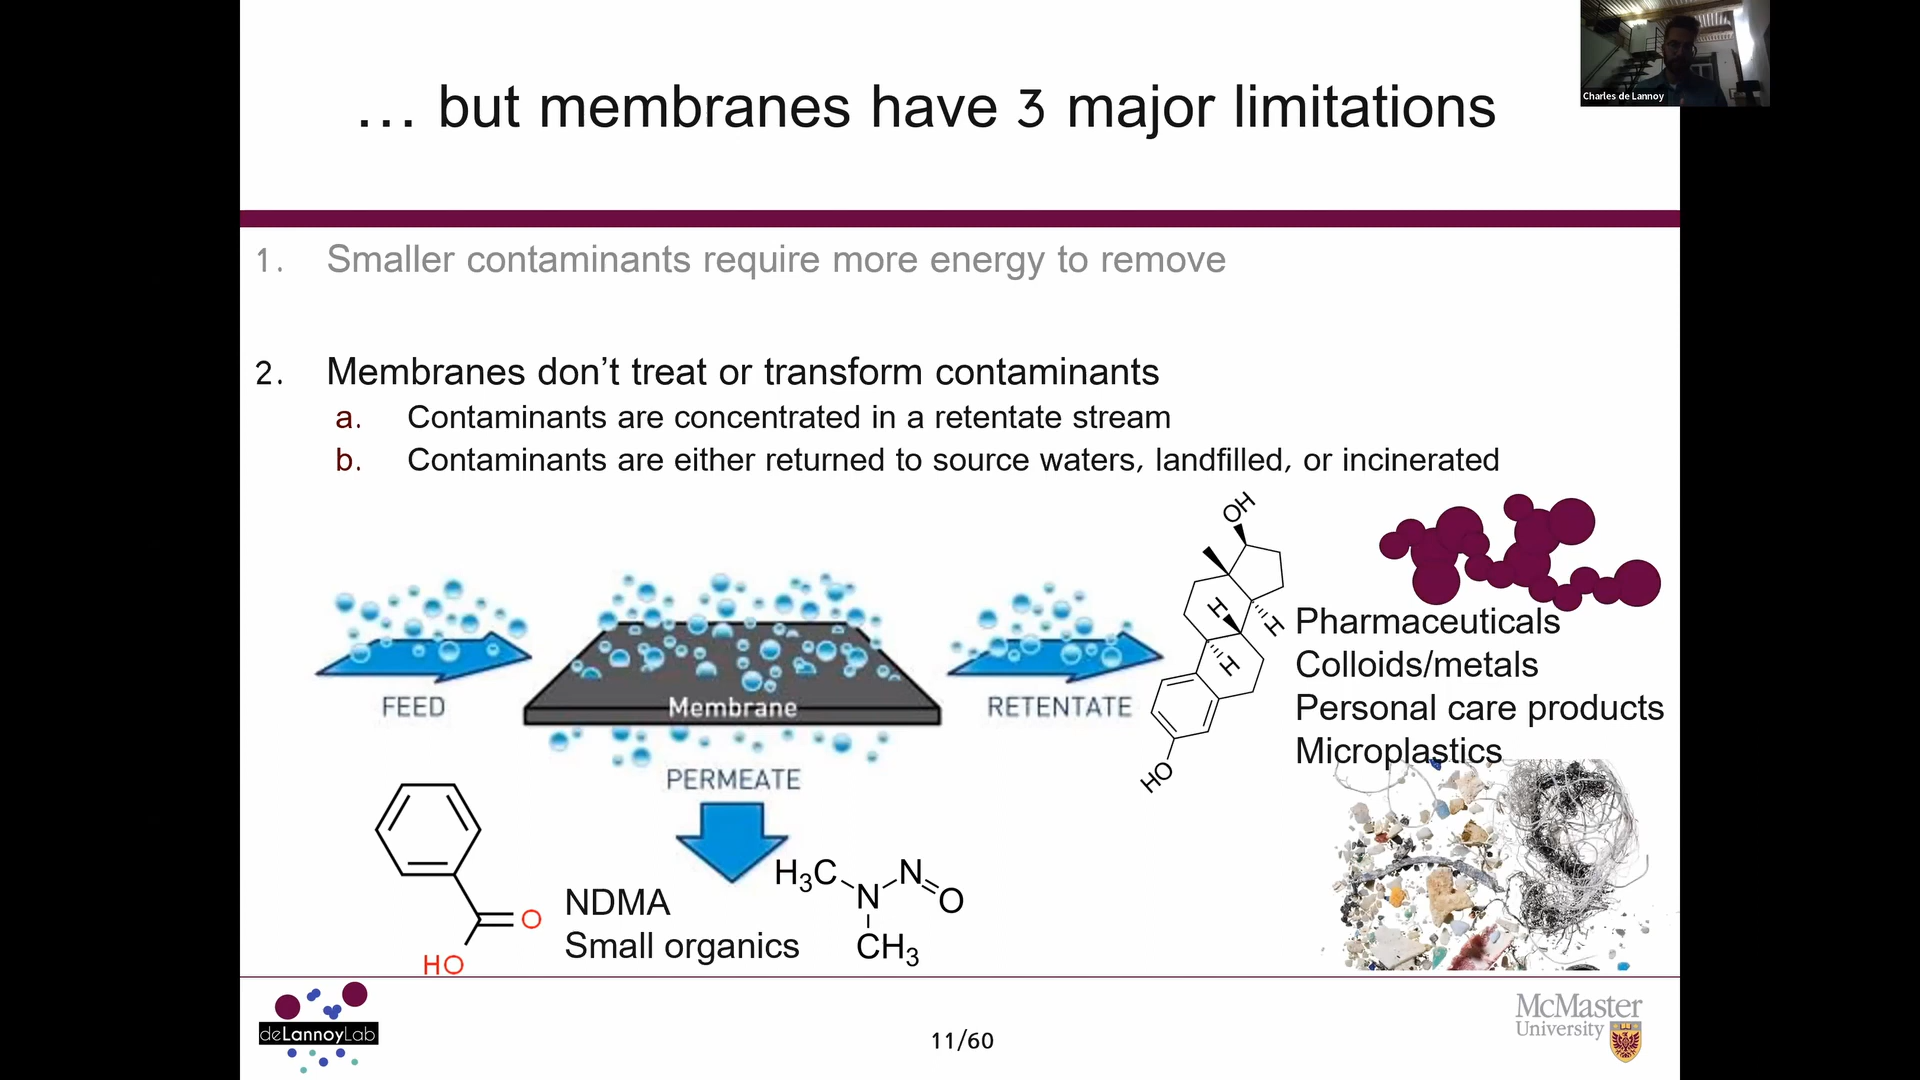 Charles de Lannoy
... but membranes have 3 major limitations
1. Smaller contaminants require more energy to remove
2. Membranes don't treat or transform contaminants
a. Contaminants are concentrated in a retentate stream
b. Contaminants are either returned to source waters, landfilled, or incinerated
FEED
Membrane
RETENTATE
PERMEATE
OH
H
H
H
HO
Pharmaceuticals
Colloids/metals
Personal care products
Microplastics
O
HO
NDMA
Small organics
H3C
N
N
O
CH3
deLannoyLab
11/60
McMaster
University